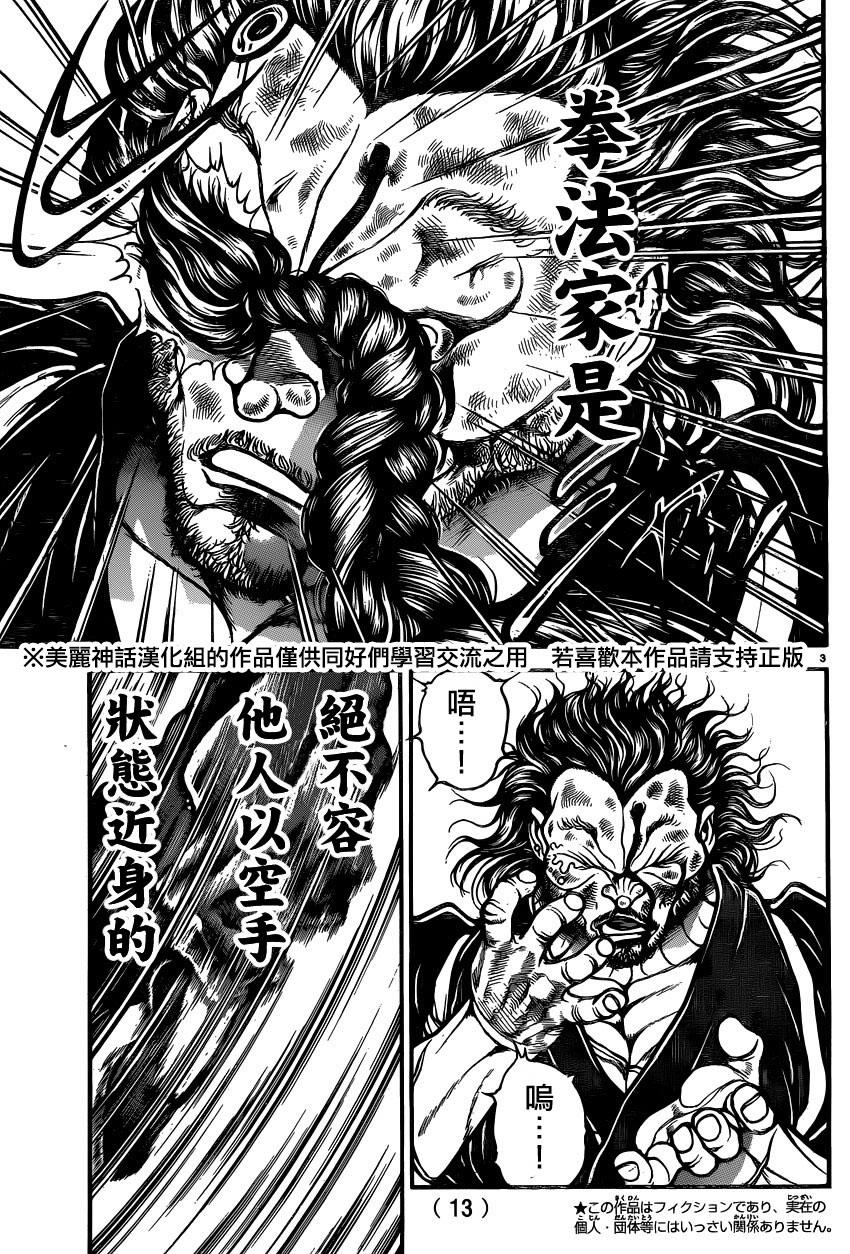 拳法家是
※美麗神話漢化組的作品僅供同好們學習交流之用　若喜歡本作品請支持正版
3
唔…！
嗚…！
絕不容
他人以空手
狀態近身的
( 13 )
★この作品はフィクションであり、実在の
個人・団体等にはいっさい関係ありません。